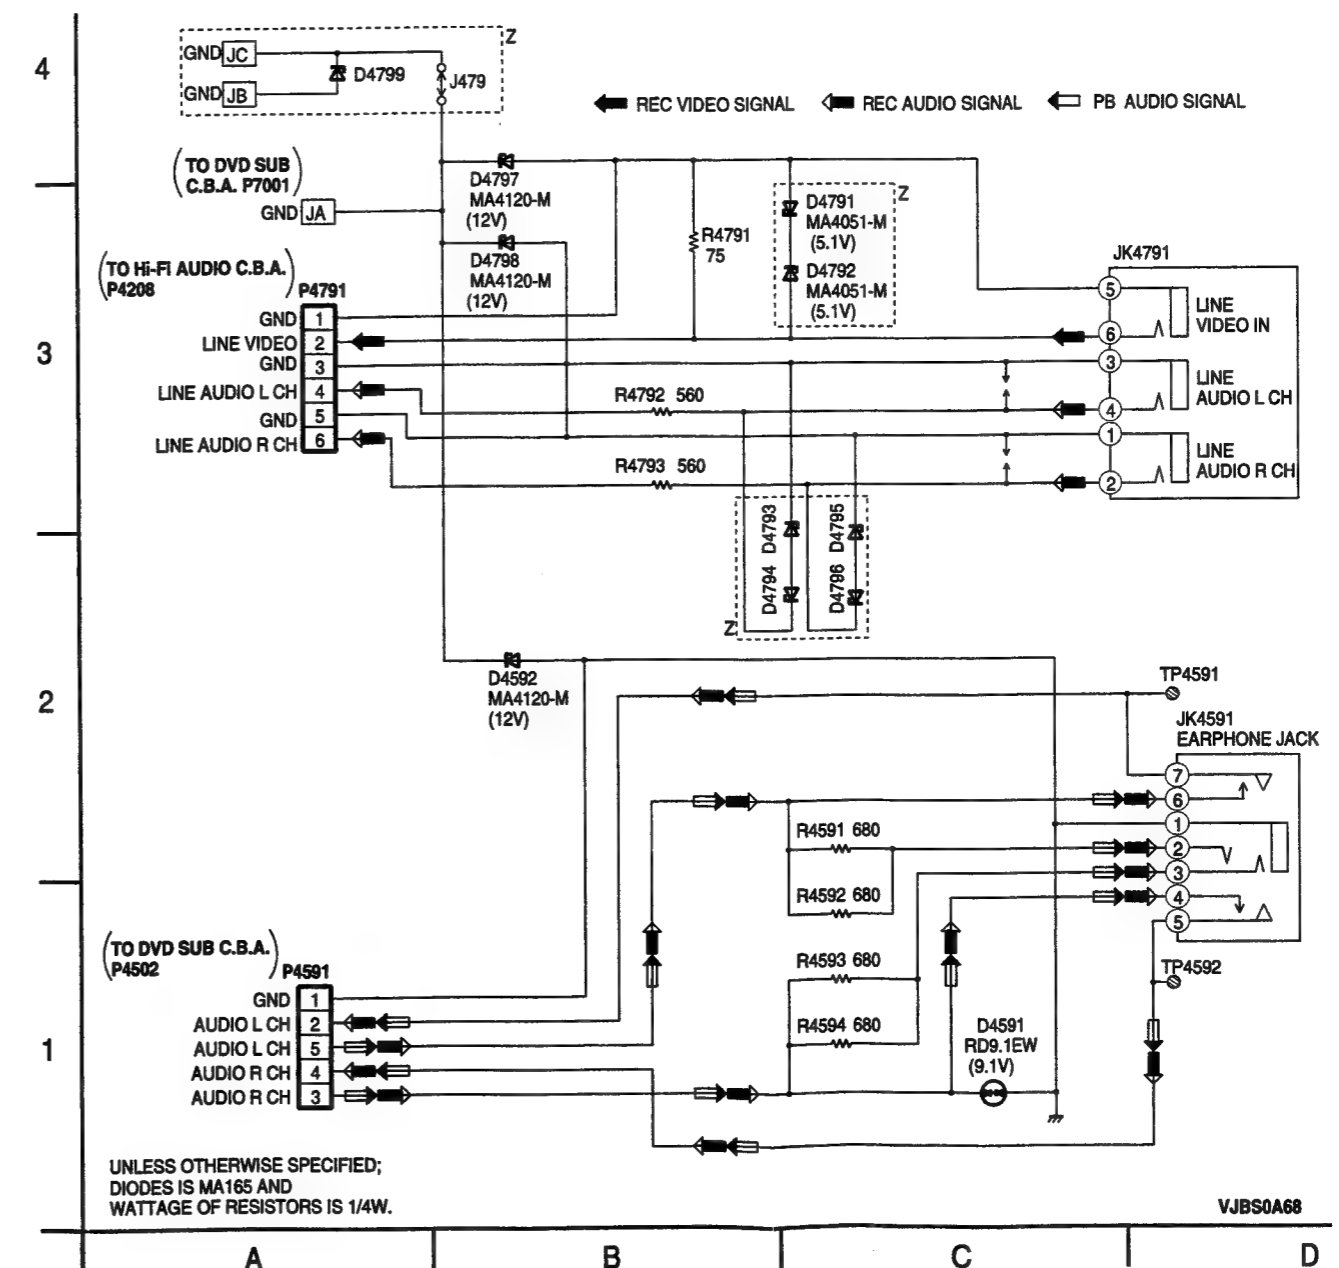 4
GND JC
D4799
J479
Z
GND JB
REC VIDEO SIGNAL
REC AUDIO SIGNAL
PB AUDIO SIGNAL
(TO DVD SUB
C.B.A. P7001)
GND JA
D4797
MA4120-M
(12V)
D4798
MA4120-M
(12V)
R4791
75
Z
D4791
MA4051-M
(5.1V)
D4792
MA4051-M
(5.1V)
JK4791
3
(TO Hi-Fi AUDIO C.B.A.)
P4208
P4791
GND 1
LINE VIDEO 2
GND 3
LINE AUDIO L CH 4
GND 5
LINE AUDIO R CH 6
R4792 560
R4793 560
5
6
3
4
1
2
LINE
VIDEO IN
LINE
AUDIO L CH
LINE
AUDIO R CH
D4793
D4794
D4795
D4796
Z
2
D4592
MA4120-M
(12V)
TP4591
JK4591
EARPHONE JACK
7
6
1
2
3
4
5
R4591 680
R4592 680
R4593 680
R4594 680
D4591
RD9.1EW
(9.1V)
TP4592
(TO DVD SUB C.B.A.)
P4502
P4591
1
GND 1
AUDIO L CH 2
AUDIO L CH 5
AUDIO R CH 4
AUDIO R CH 3
UNLESS OTHERWISE SPECIFIED;
DIODES IS MA165 AND
WATTAGE OF RESISTORS IS 1/4W.
VJBS0A68
A B C D